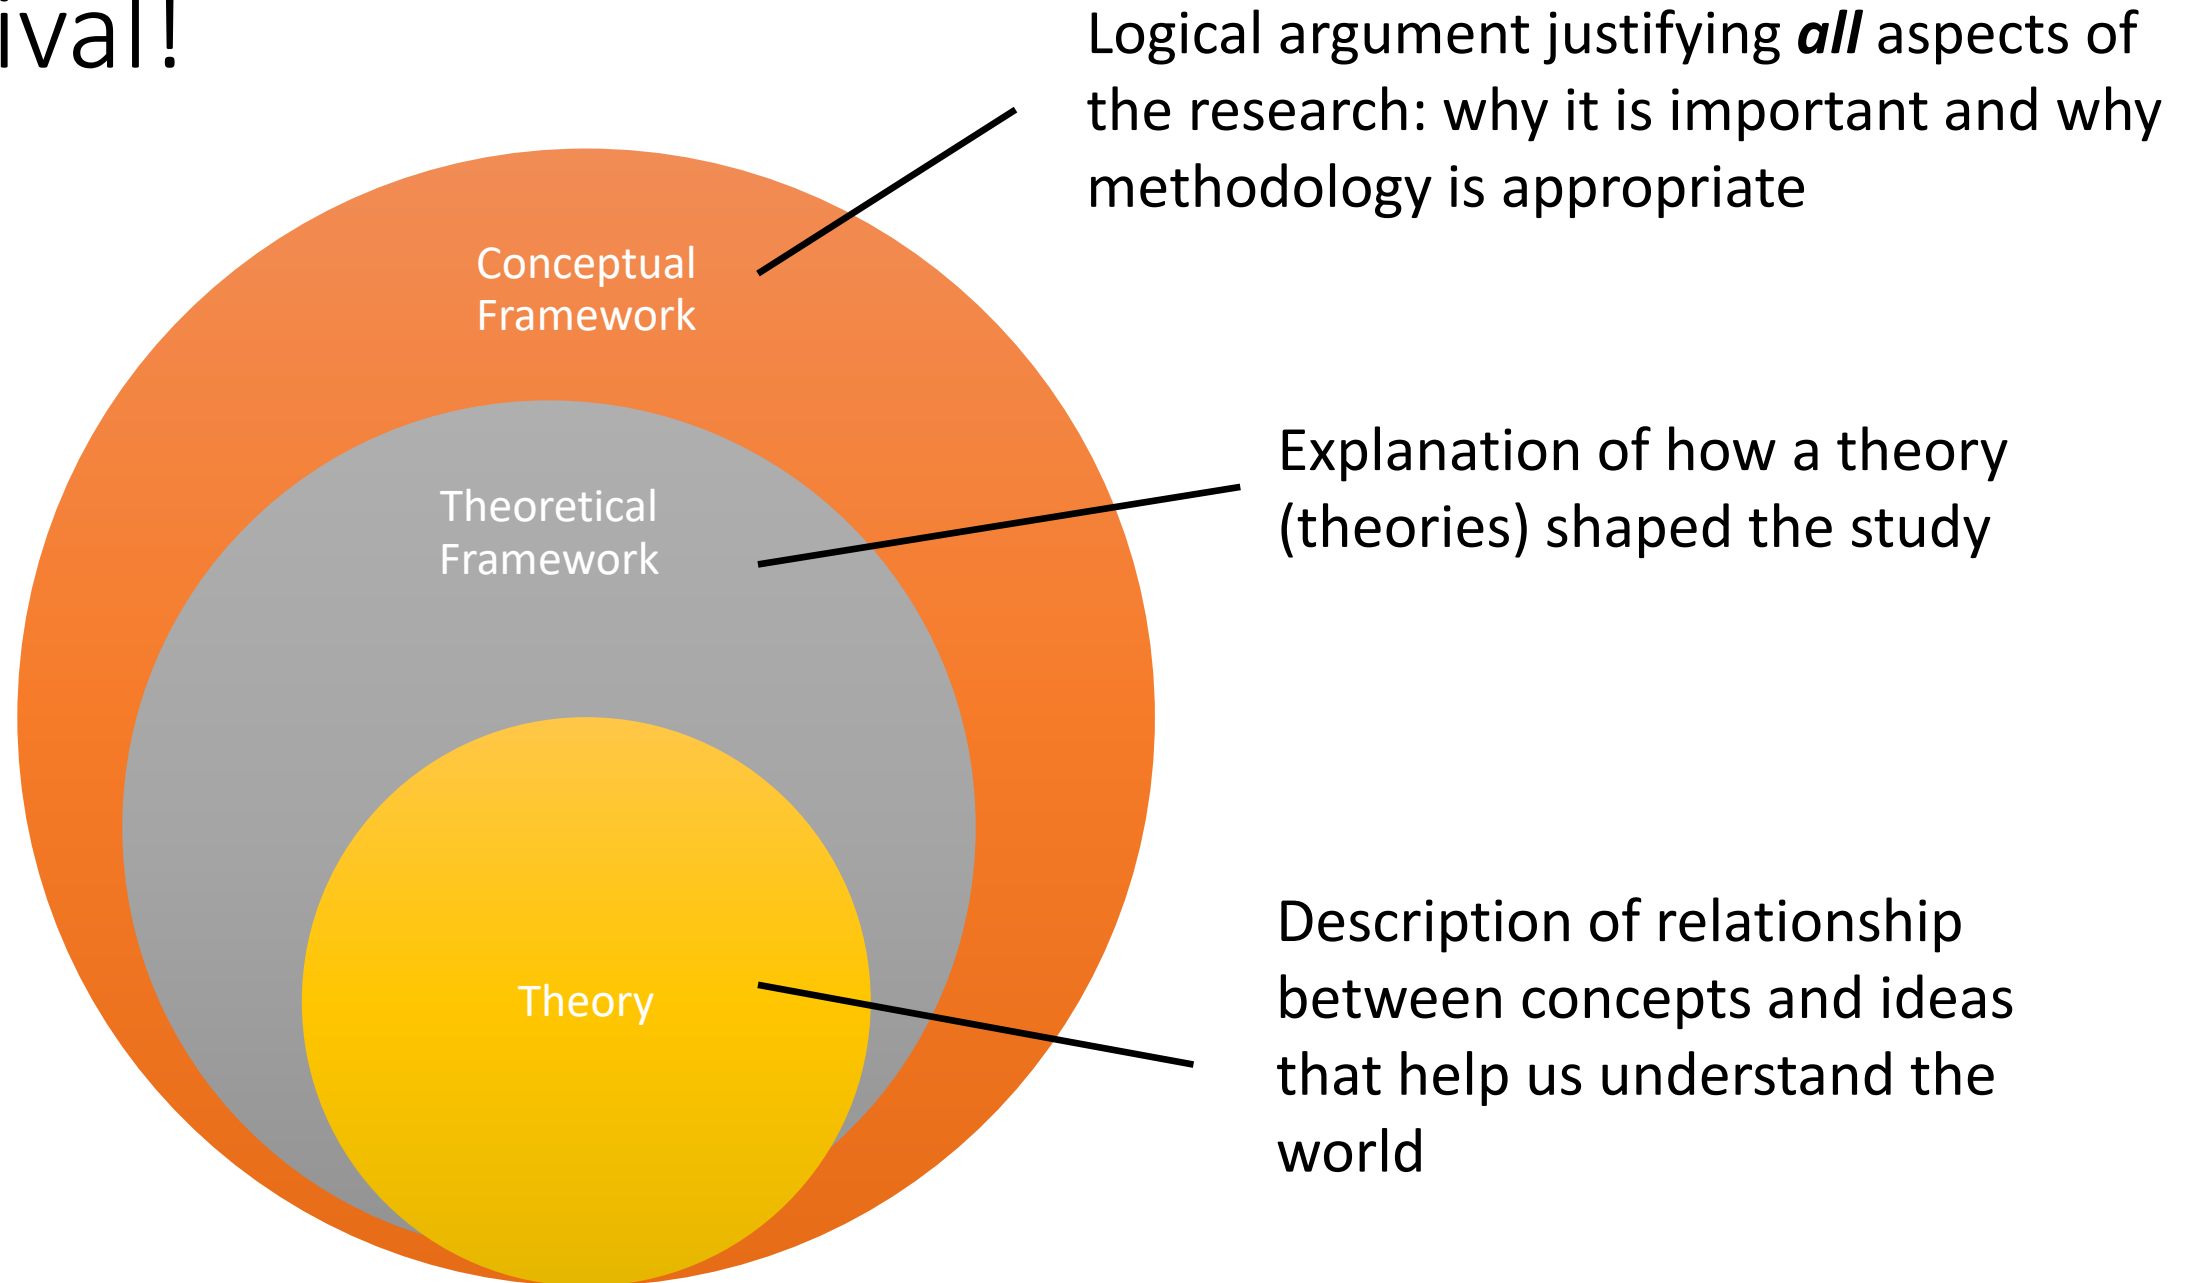 ival!
Logical argument justifying all aspects of
the research: why it is important and why
methodology is appropriate
Conceptual
Framework
Explanation of how a theory
(theories) shaped the study
Theoretical
Framework
Description of relationship
between concepts and ideas
that help us understand the
world
Theory